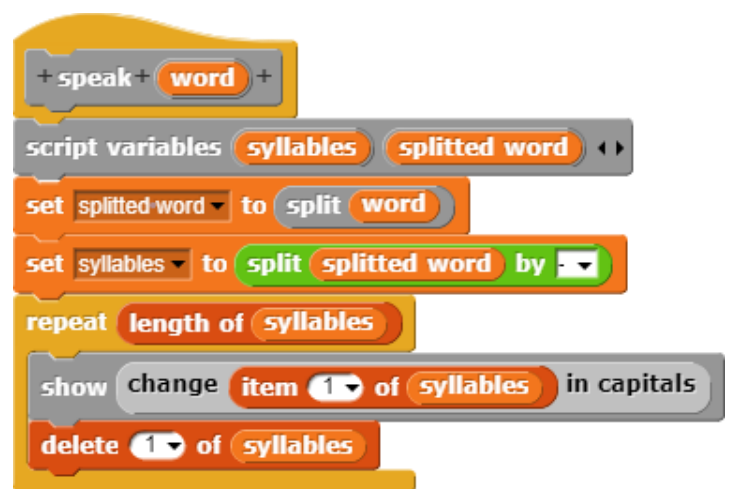 + speak + word +
script variables syllables splitted word
set splitted word to split word
set syllables to split splitted word by -
repeat length of syllables
show change item 1 of syllables in capitals
delete 1 of syllables